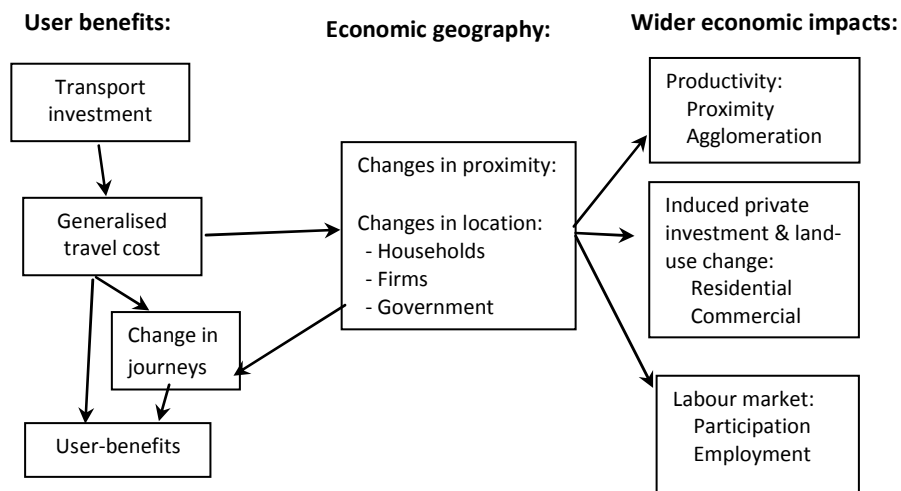 User benefits:
Economic geography:
Wider economic impacts:
Transport
investment
Generalised
travel cost
Change in
journeys
User-benefits
Changes in proximity:
Changes in location:
- Households
- Firms
- Government
Productivity:
Proximity
Agglomeration
Induced private
investment & land-
use change:
Residential
Commercial
Labour market:
Participation
Employment